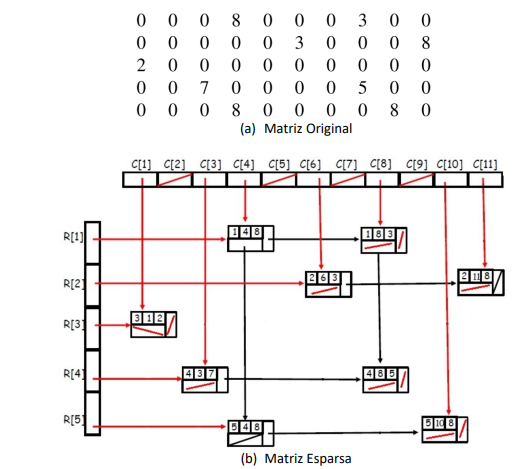 0 0 0 8 0 0 0 3 0 0
0 0 0 0 0 3 0 0 0 8
2 0 0 0 0 0 0 0 0 0
0 0 7 0 0 0 0 5 0 0
0 0 0 8 0 0 0 0 8 0
(a) Matriz Original
C[1] C[2] C[3] C[4] C[5] C[6] C[7] C[8] C[9] C[10] C[11]
R[1] 1 4 8 1 8 3
R[2] 2 6 3 2 11 8
R[3] 3 1 2
R[4] 4 3 7 4 8 5
R[5] 5 4 8 5 10 8
(b) Matriz Esparsa